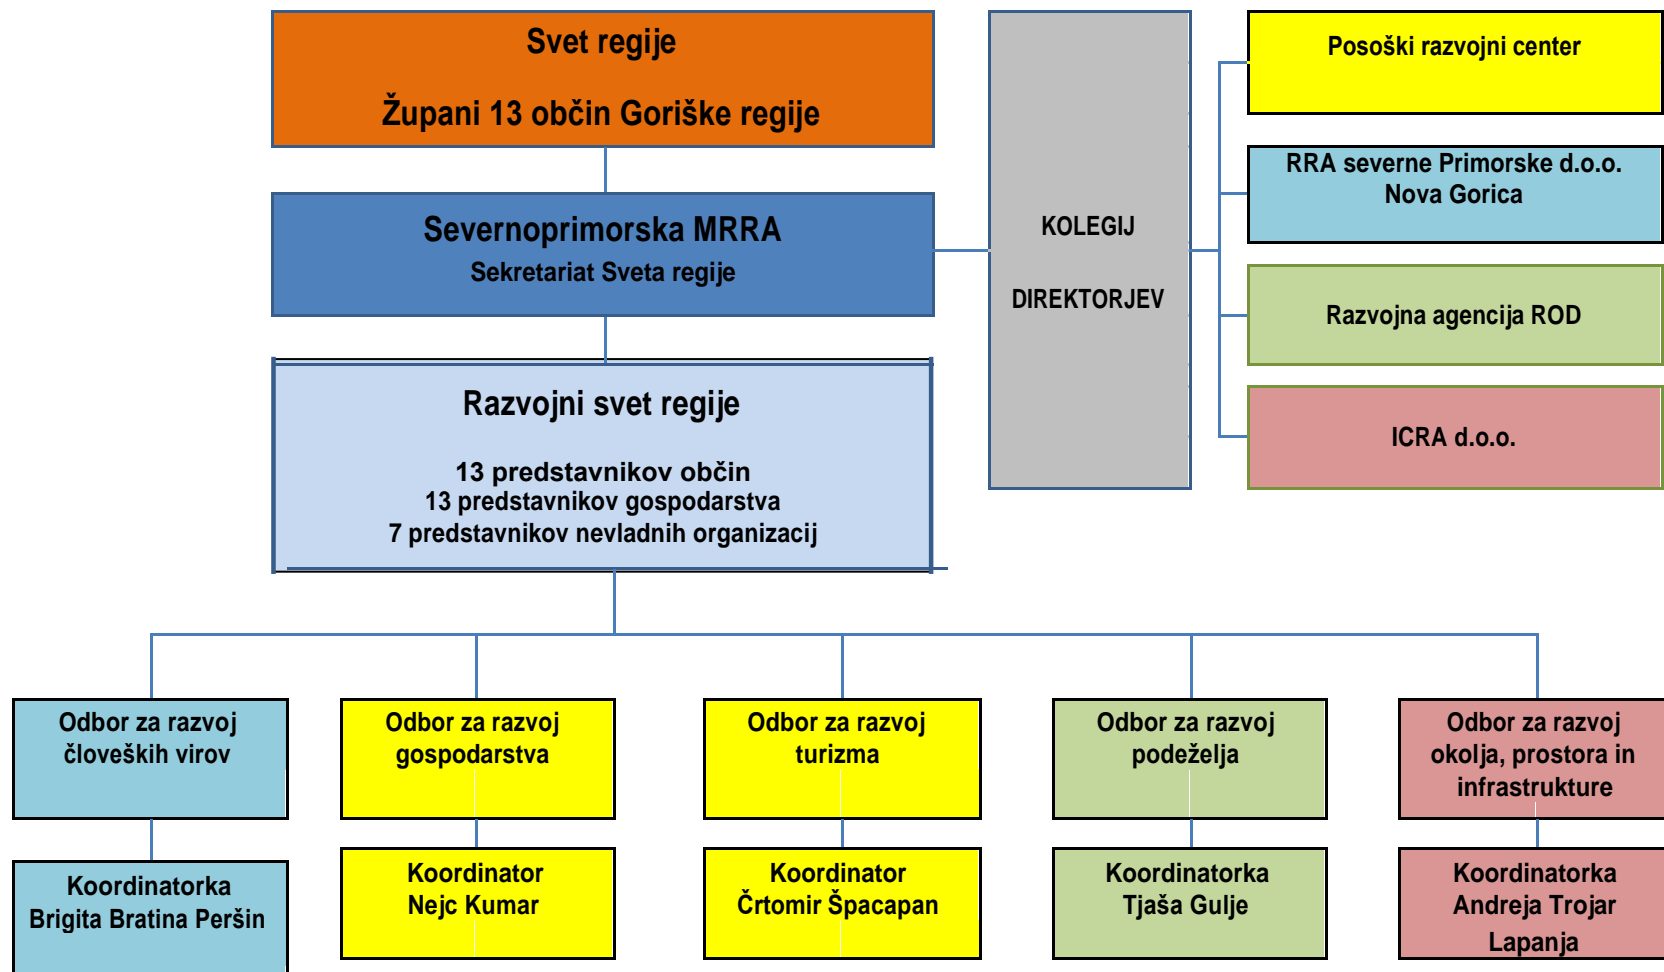 Svet regije
Župani 13 občin Goriške regije
Severnoprimorska MRRA
Sekretariat Sveta regije
KOLEGIJ
DIREKTORJEV
Pososki razvojni center
RRA severne Primorske d.o.o.
Nova Gorica
Razvojna agencija ROD
ICRA d.o.o.
Razvojni svet regije
13 predstavnikov občin
13 predstavnikov gospodarstva
7 predstavnikov nevladnih organizacij
Odbor za razvoj
človeških virov
Odbor za razvoj
gospodarstva
Odbor za razvoj
turizma
Odbor za razvoj
podeželja
Odbor za razvoj
okolja, prostora in
infrastrukture
Koordinatorka
Brigita Bratina Peršin
Koordinator
Nejc Kumar
Koordinator
Črtomir Špacapan
Koordinatorka
Tjaša Gulje
Koordinatorka
Andreja Trojar
Lapanja